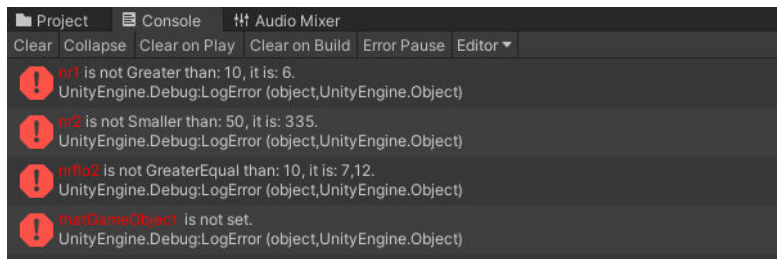 Project Console Audio Mixer
Clear Collapse Clear on Play Clear on Build Error Pause Editor
nr1 is not Greater than: 10, it is: 6.
UnityEngine.Debug:LogError (object,UnityEngine.Object)
nr2 is not Smaller than: 50, it is: 335.
UnityEngine.Debug:LogError (object,UnityEngine.Object)
nrflo2 is not GreaterEqual than: 10, it is: 7,12.
UnityEngine.Debug:LogError (object,UnityEngine.Object)
thatGameObject is not set.
UnityEngine.Debug:LogError (object,UnityEngine.Object)